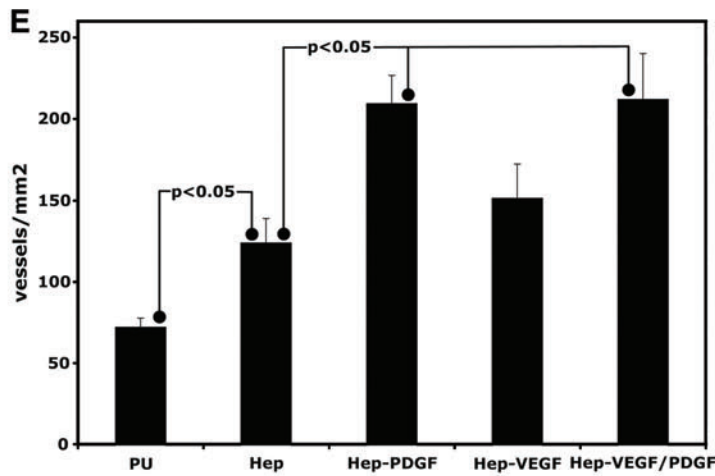 E
250
200
150
100
50
0
vessels/mm2
p<0.05
p<0.05
PU Hep Hep-PDGF Hep-VEGF Hep-VEGF/PDGF